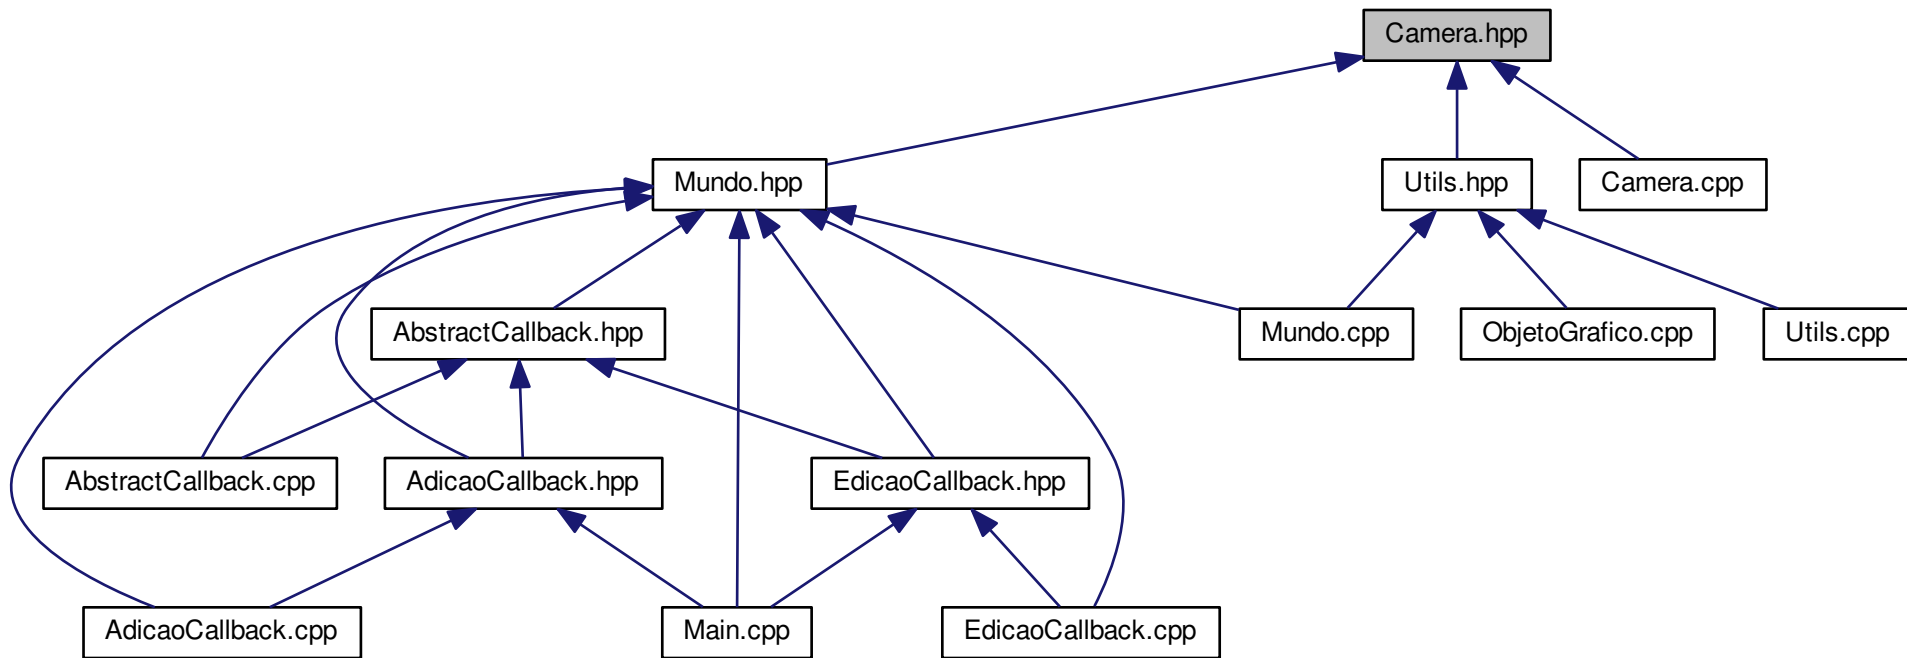 Camera.hpp
Mundo.hpp
Utils.hpp
Camera.cpp
AbstractCallback.hpp
Mundo.cpp
ObjetoGrafico.cpp
Utils.cpp
AbstractCallback.cpp
AdicaoCallback.hpp
EdicaoCallback.hpp
AdicaoCallback.cpp
Main.cpp
EdicaoCallback.cpp